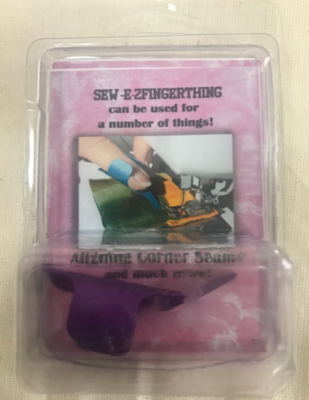 SEW-E-ZFINGERTHING
can be used for
a number of things!
Aligning Corner Seams
and much more!